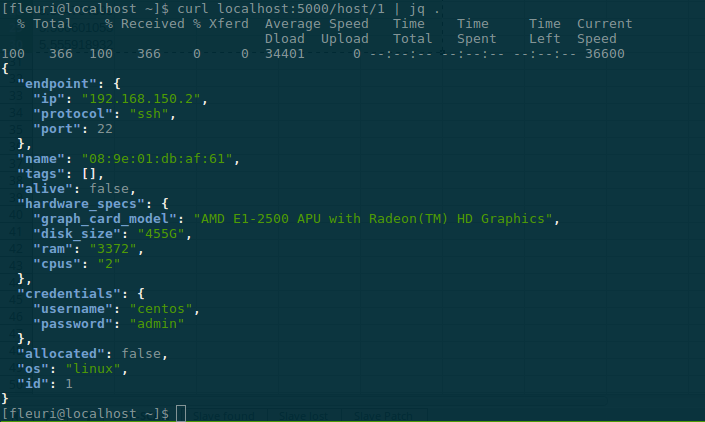 [fleuri@localhost ~]$ curl localhost:5000/host/1 | jq .
  % Total    % Received % Xferd  Average Speed   Time    Time     Time  Current
                                 Dload  Upload   Total   Spent    Left  Speed
100   366  100   366    0     0  34401      0 --:--:-- --:--:-- --:--:-- 36600
{
  "endpoint": {
    "ip": "192.168.150.2",
    "protocol": "ssh",
    "port": 22
  },
  "name": "08:9e:01:db:af:61",
  "tags": [],
  "alive": false,
  "hardware_specs": {
    "graph_card_model": "AMD E1-2500 APU with Radeon(TM) HD Graphics",
    "disk_size": "455G",
    "ram": "3372",
    "cpus": "2"
  },
  "credentials": {
    "username": "centos",
    "password": "admin"
  },
  "allocated": false,
  "os": "linux",
  "id": 1
}
[fleuri@localhost ~]$